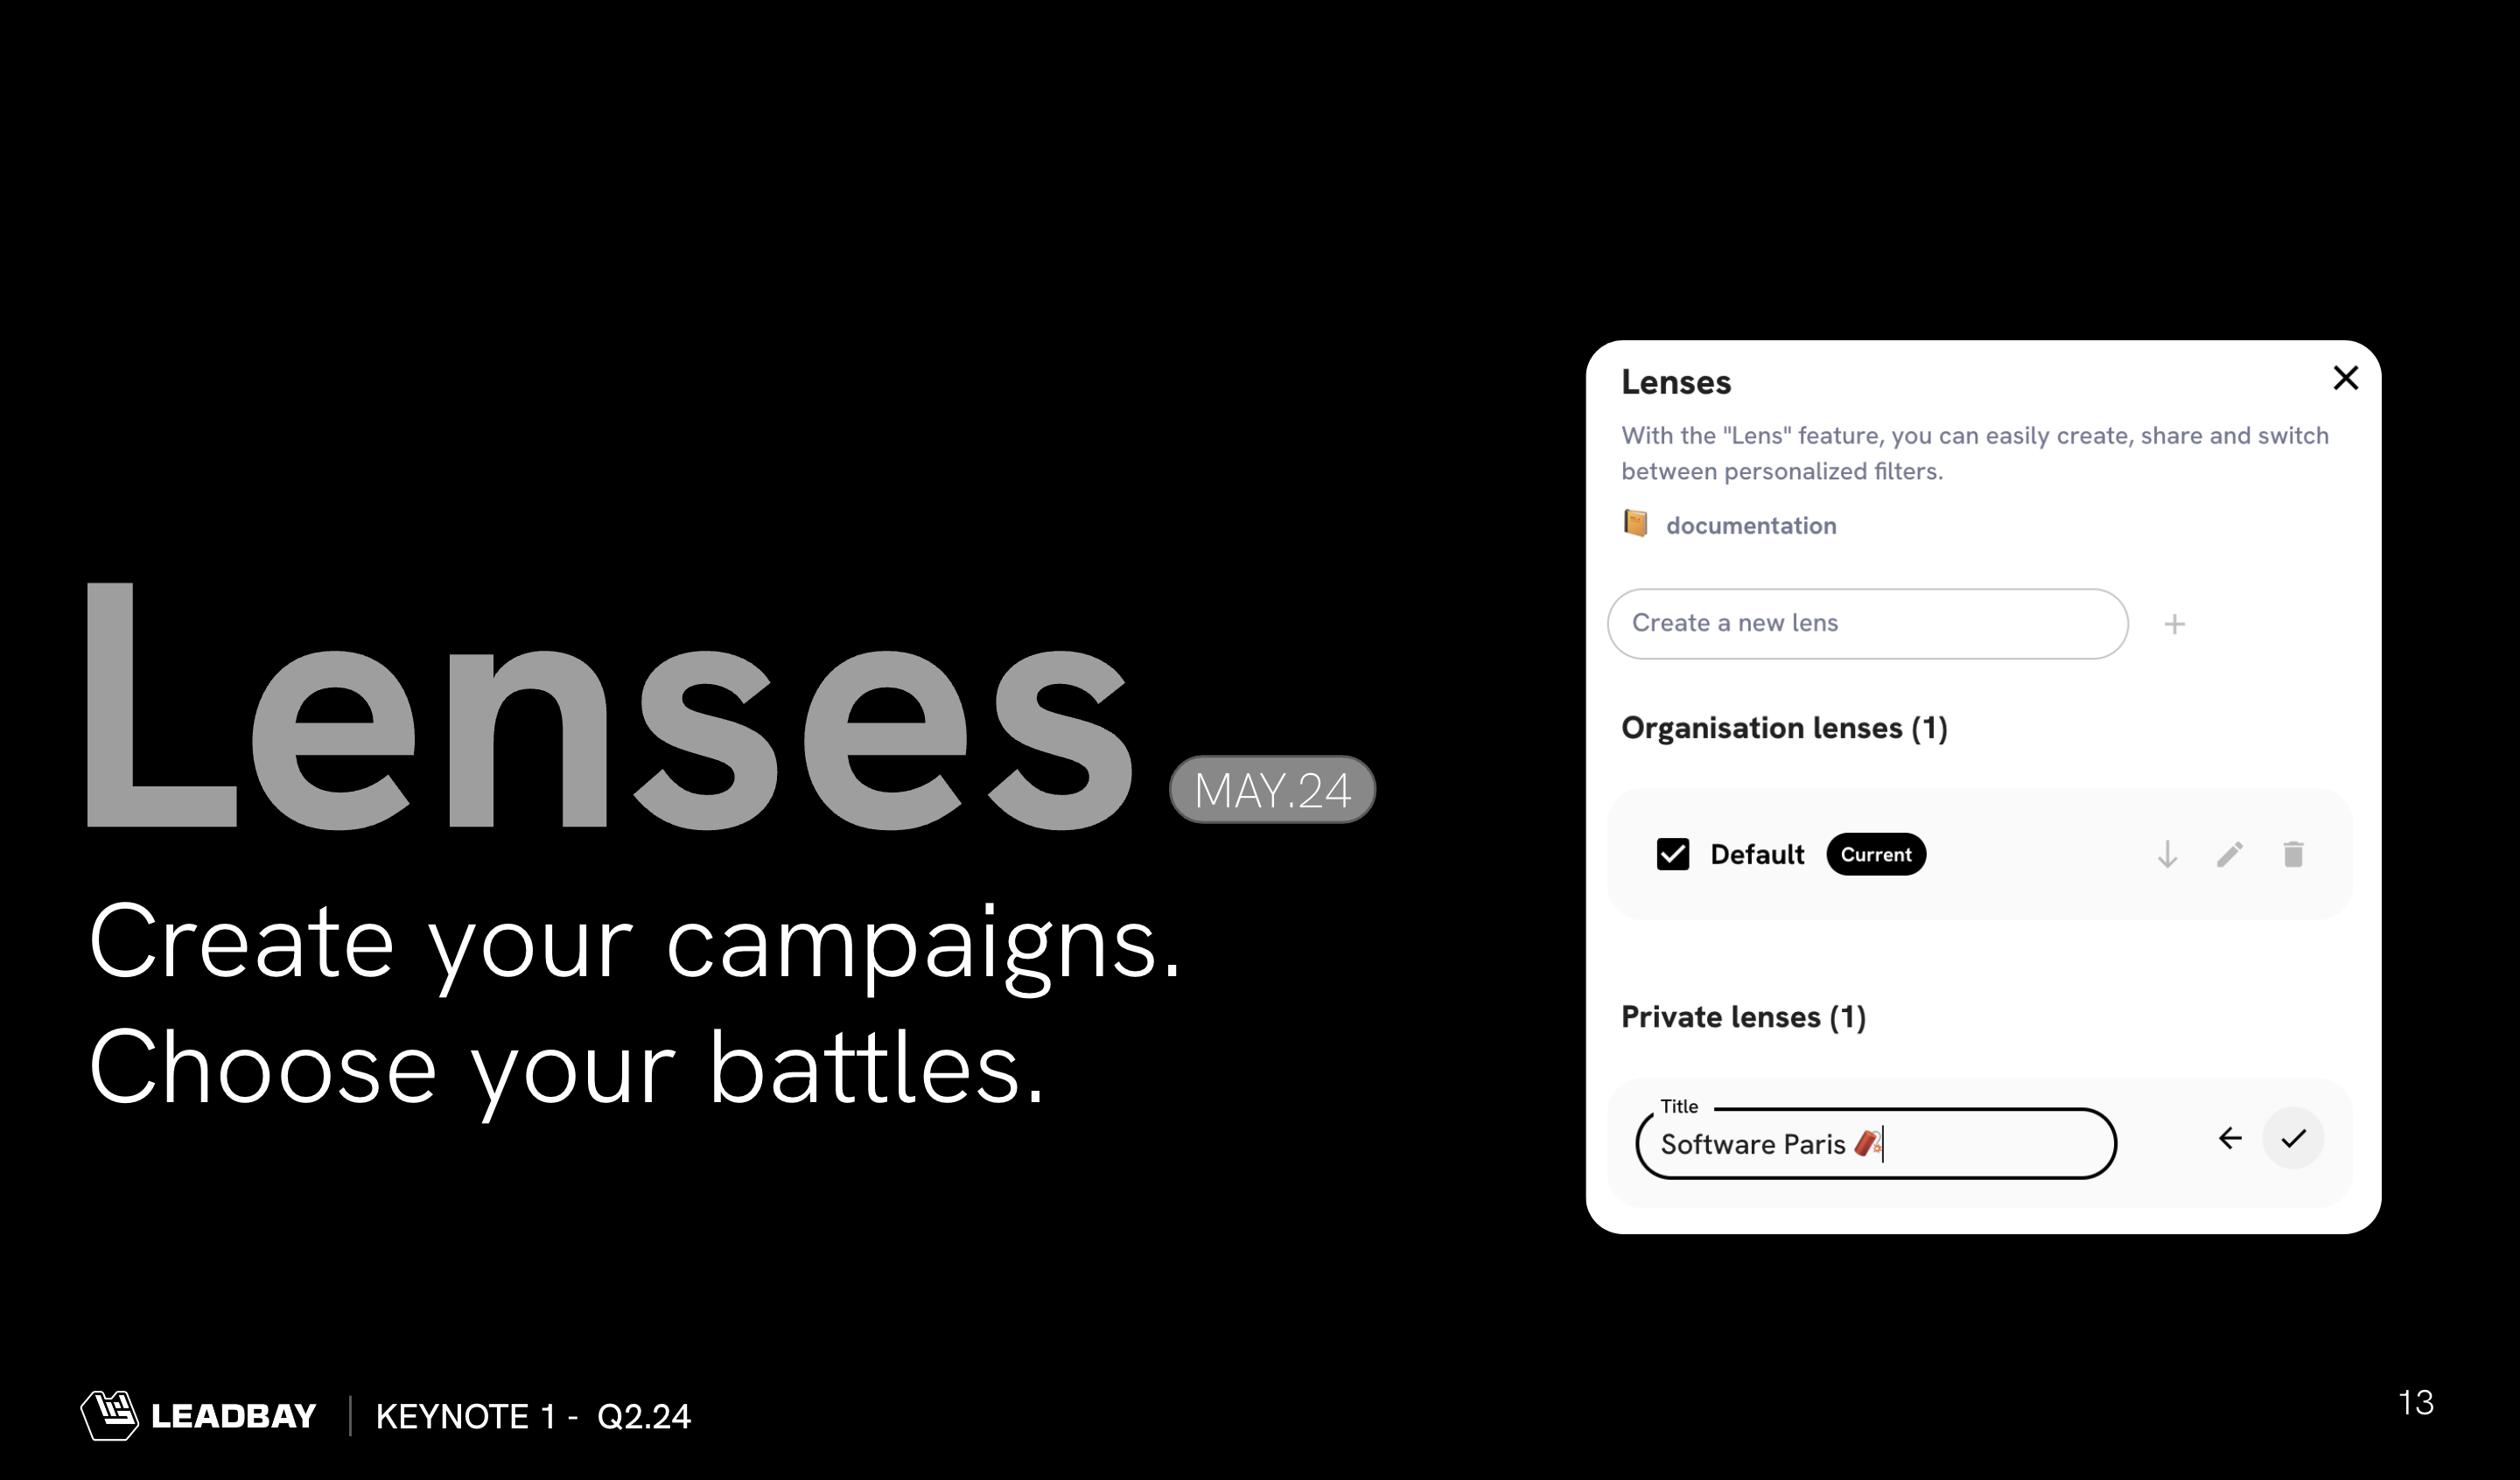 Lenses
MAY.24
Create your campaigns.
Choose your battles.
Lenses
With the "Lens" feature, you can easily create, share and switch
between personalized filters.
documentation
Create a new lens
Organisation lenses (1)
Default
Current
Private lenses (1)
Title
Software Paris 🧨
LEADBAY
KEYNOTE 1 - Q2.24
13